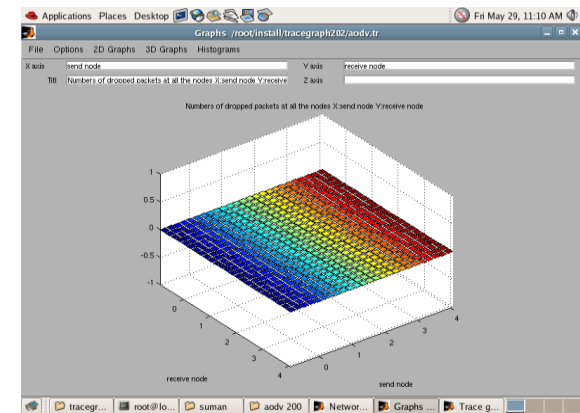 Applications Places Desktop Fri May 29, 11:10 AM
Graphs /root/install/tracegraph202/aodv.tr
File Options 2D Graphs 3D Graphs Histograms
X axis send node Y axis receive node
Titl Numbers of dropped packets at all the nodes X:send node Y:receive Z axis
Numbers of dropped packets at all the nodes X:send node Y:receive node
1
0.5
0
-0.5
-1
0 1 2 3 4
0 1 2 3 4
receive node
send node
tracegr... root@lo... suman aodv 200 Networ... Graphs ... Trace g...